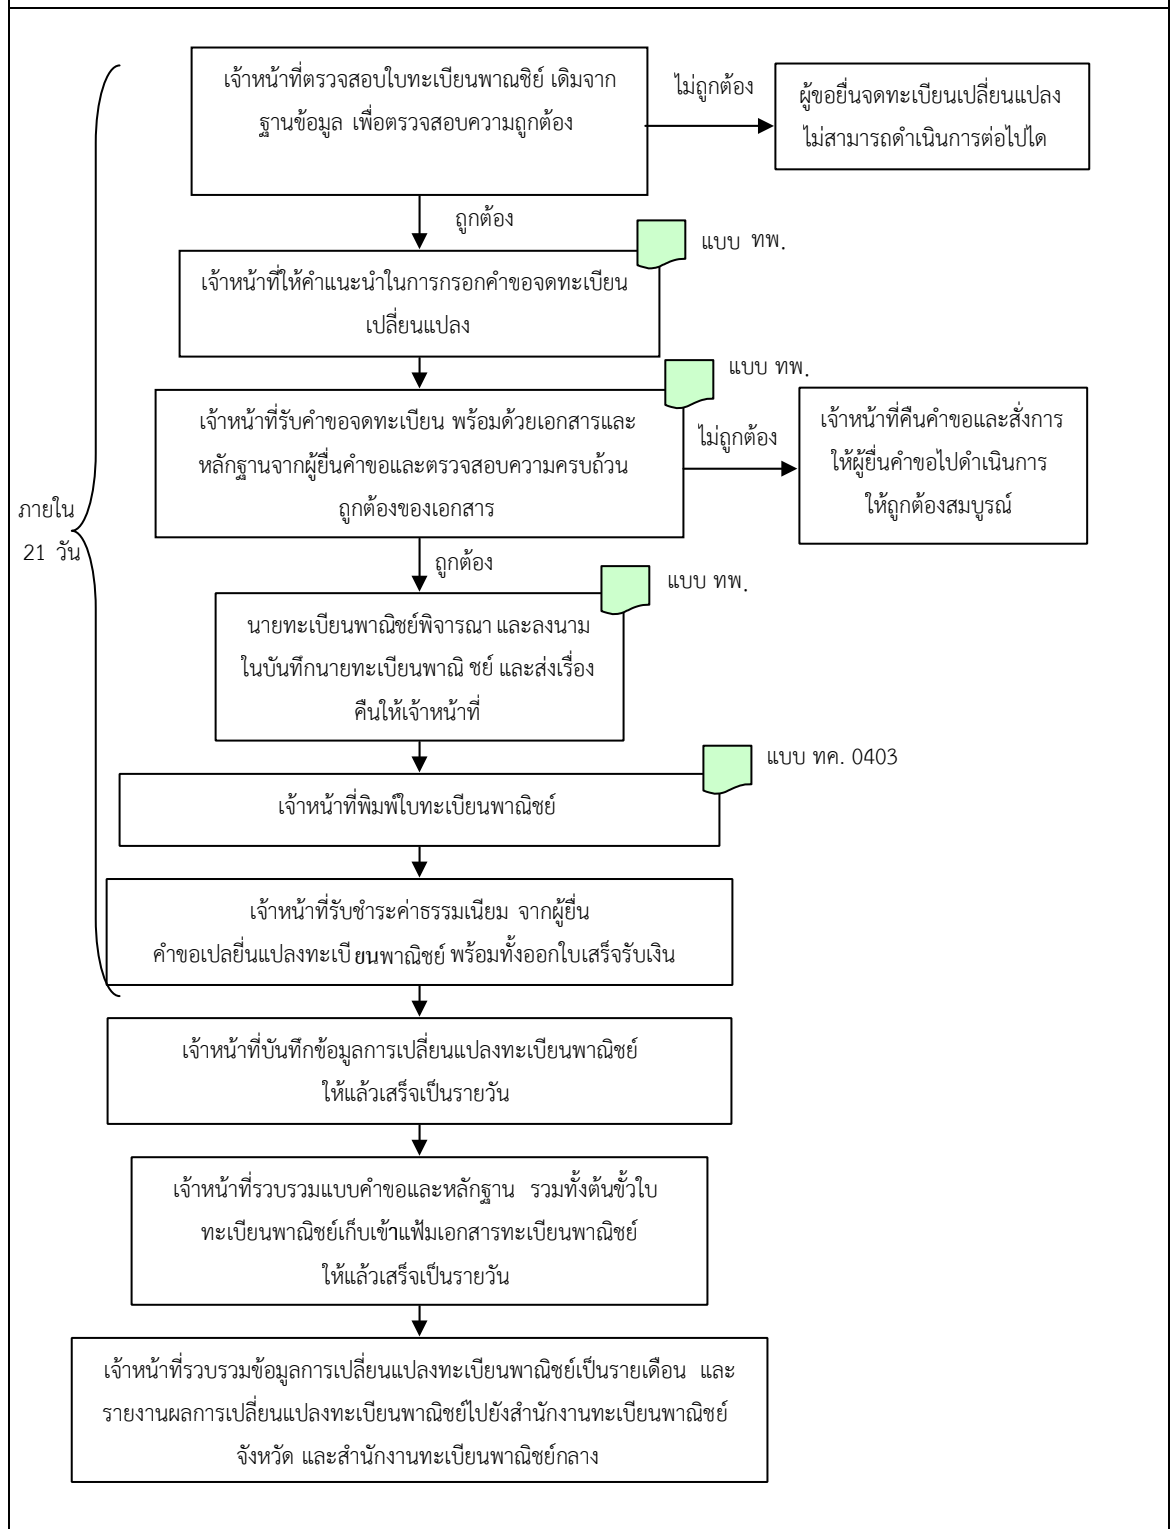 เจ้าหน้าที่ตรวจสอบใบทะเบียนพาณชิย์ เดิมจาก
ฐานข้อมูล เพื่อตรวจสอบความถูกต้อง
ไม่ถูกต้อง
ผู้ขอยื่นจดทะเบียนเปลี่ยนแปลง
ไม่สามารถดำเนินการต่อไปได
ถูกต้อง
แบบ ทพ.
เจ้าหน้าที่ให้คำแนะนำในการกรอกคำขอจดทะเบียน
เปลี่ยนแปลง
แบบ ทพ.
เจ้าหน้าที่รับคำขอจดทะเบียน พร้อมด้วยเอกสารและ
หลักฐานจากผู้ยื่นคำขอและตรวจสอบความครบถ้วน
ถูกต้องของเอกสาร
ไม่ถูกต้อง
เจ้าหน้าที่คืนคำขอและสั่งการ
ให้ผู้ยื่นคำขอไปดำเนินการ
ให้ถูกต้องสมบูรณ์
ภายใน
21 วัน
ถูกต้อง
แบบ ทพ.
นายทะเบียนพาณิชย์พิจารณา และลงนาม
ในบันทึกนายทะเบียนพาณิ ชย์ และส่งเรื่อง
คืนให้เจ้าหน้าที่
แบบ ทค. 0403
เจ้าหน้าที่พิมพ์ใบทะเบียนพาณิชย์
เจ้าหน้าที่รับชำระค่าธรรมเนียม จากผู้ยื่น
คำขอเปลยี่นแปลงทะเบียนพาณิชย์ พร้อมทั้งออกใบเสร็จรับเงิน
เจ้าหน้าที่บันทึกข้อมูลการเปลี่ยนแปลงทะเบียนพาณิชย์
ให้แล้วเสร็จเป็นรายวัน
เจ้าหน้าที่รวบรวมแบบคำขอและหลักฐาน รวมทั้งต้นขั้วใบ
ทะเบียนพาณิชย์เก็บเข้าแฟ้มเอกสารทะเบียนพาณิชย์
ให้แล้วเสร็จเป็นรายวัน
เจ้าหน้าที่รวบรวมข้อมูลการเปลี่ยนแปลงทะเบียนพาณิชย์เป็นรายเดือน และ
รายงานผลการเปลี่ยนแปลงทะเบียนพาณิชย์ไปยังสำนักงานทะเบียนพาณิชย์
จังหวัด และสำนักงานทะเบียนพาณิชย์กลาง